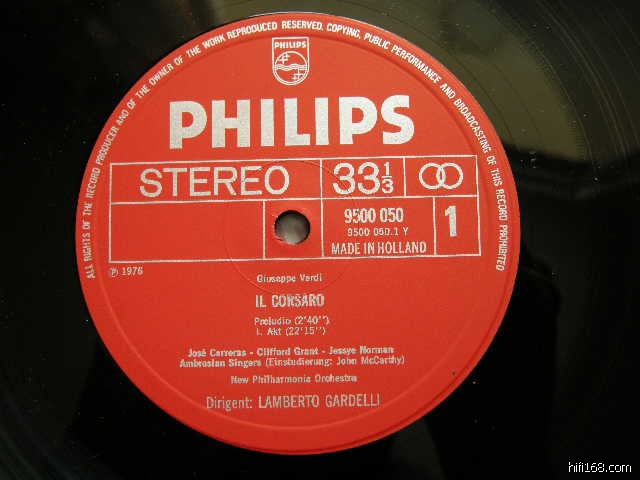 ALL RIGHTS OF THE RECORD PRODUCER AND OF THE OWNER OF THE WORK REPRODUCED RESERVED. COPYING, PUBLIC PERFORMANCE AND BROADCASTING OF THIS RECORD PROHIBITED
PHILIPS
PHILIPS
STEREO
33 1/3
9500 050
9500 050.1 Y
MADE IN HOLLAND
1
℗ 1976
Giuseppe Verdi
IL CORSARO
Preludio (2'40'')
I. Akt (22'15'')
José Carreras - Clifford Grant - Jessye Norman
Ambrosian Singers (Einstudierung: John McCarthy)
New Philharmonia Orchestra
Dirigent: LAMBERTO GARDELLI
hifi168.com